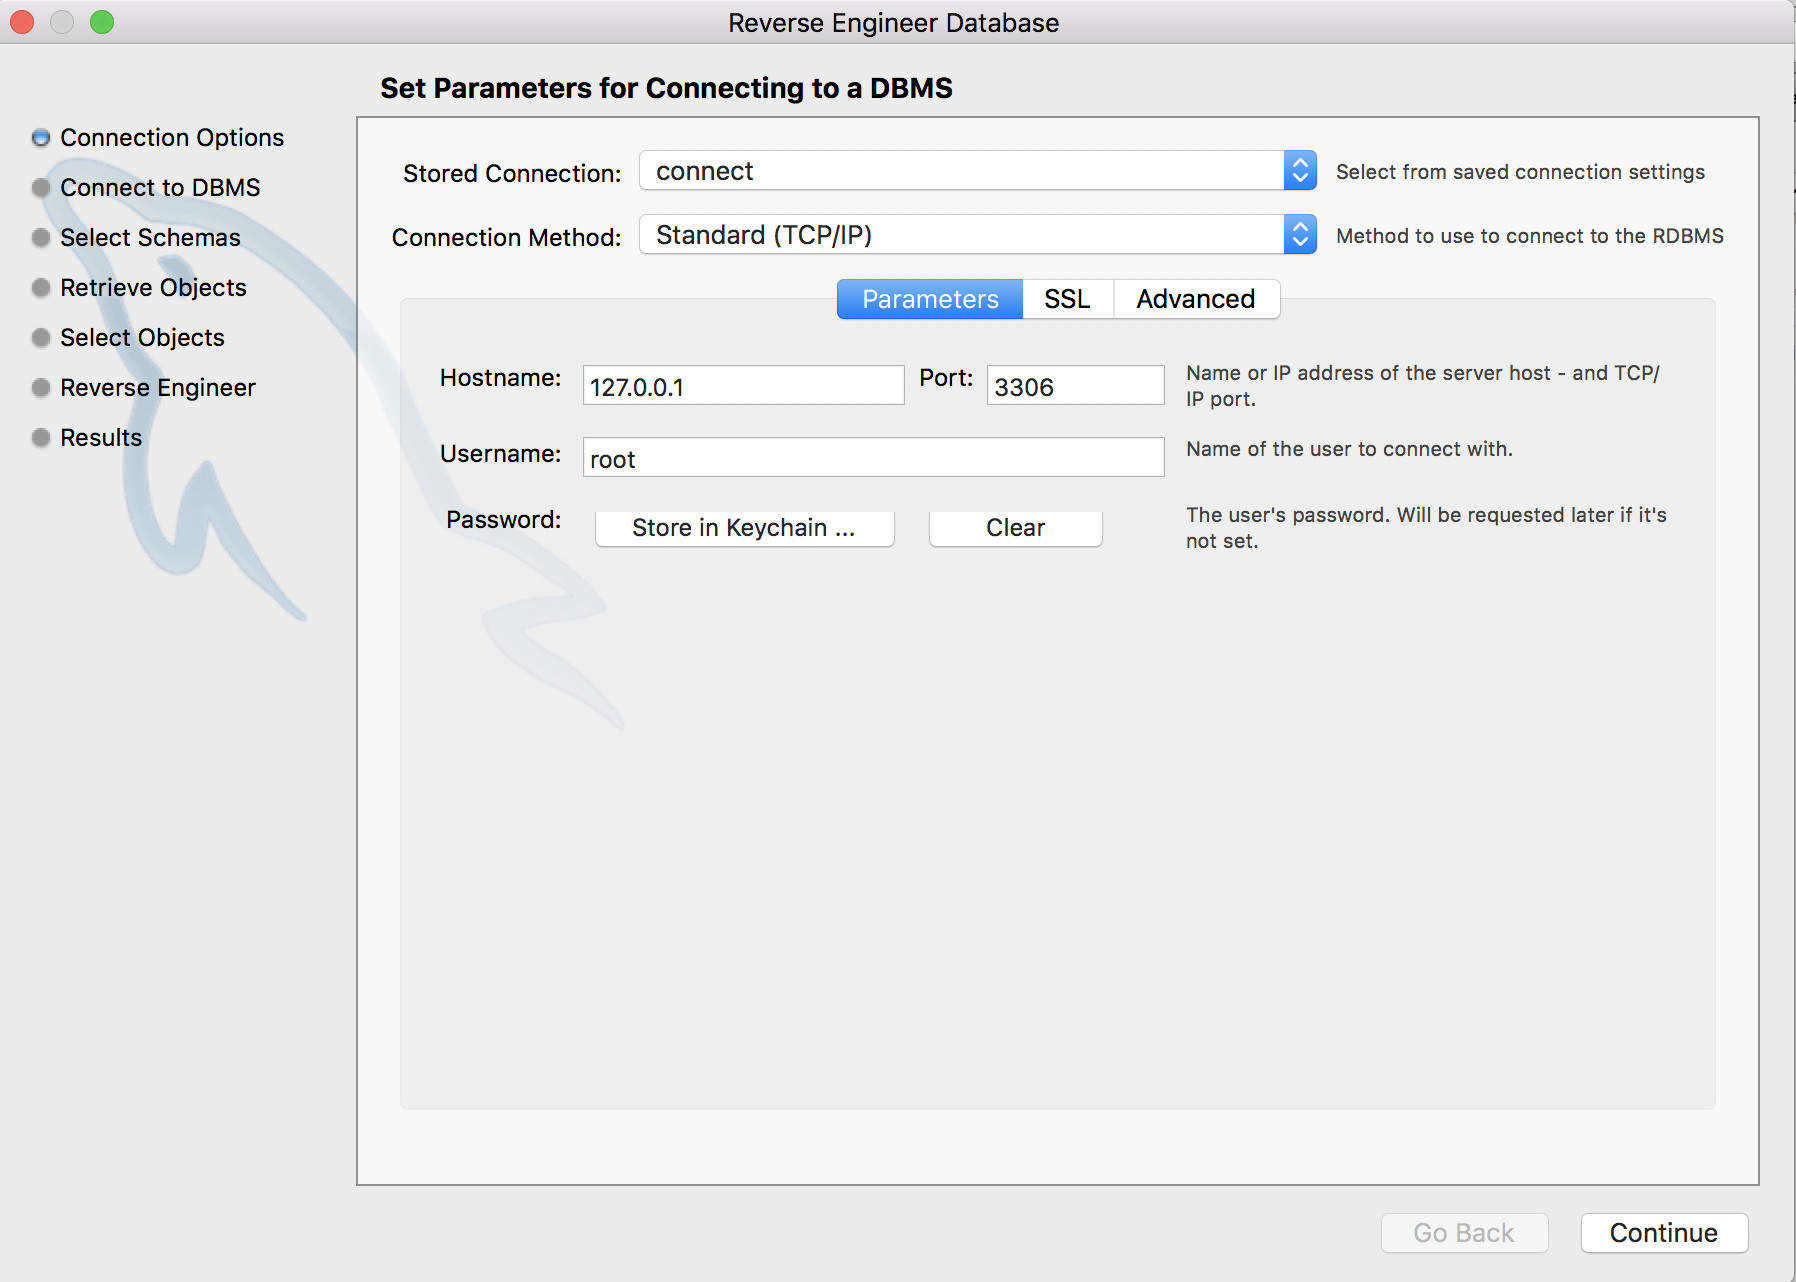 Reverse Engineer Database
Set Parameters for Connecting to a DBMS
Connection Options
Connect to DBMS
Select Schemas
Retrieve Objects
Select Objects
Reverse Engineer
Results
Stored Connection: connect Select from saved connection settings
Connection Method: Standard (TCP/IP) Method to use to connect to the RDBMS
Parameters SSL Advanced
Hostname: 127.0.0.1 Port: 3306 Name or IP address of the server host - and TCP/
IP port.
Username: root Name of the user to connect with.
Password: Store in Keychain ... Clear The user's password. Will be requested later if it's
not set.
Go Back Continue